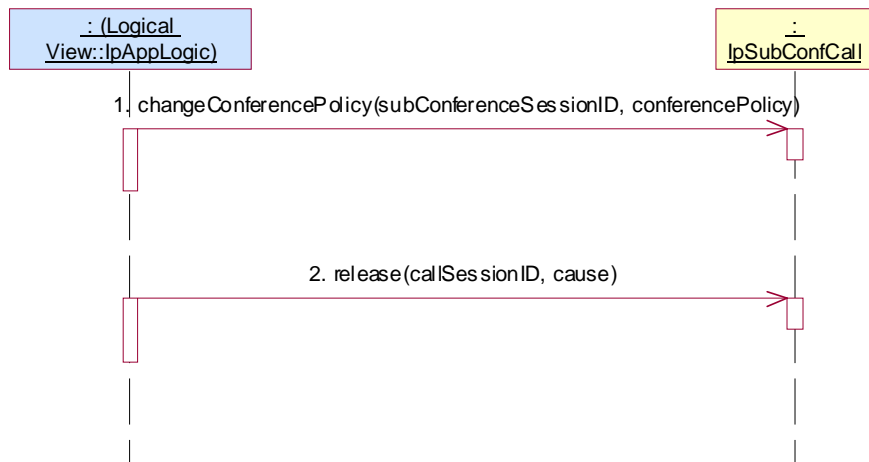 : (Logical
View::IpAppLogic)
:
IpSubConfCall
1. changeConferencePolicy(subConferenceSessionID, conferencePolicy)
2. release(callSessionID, cause)